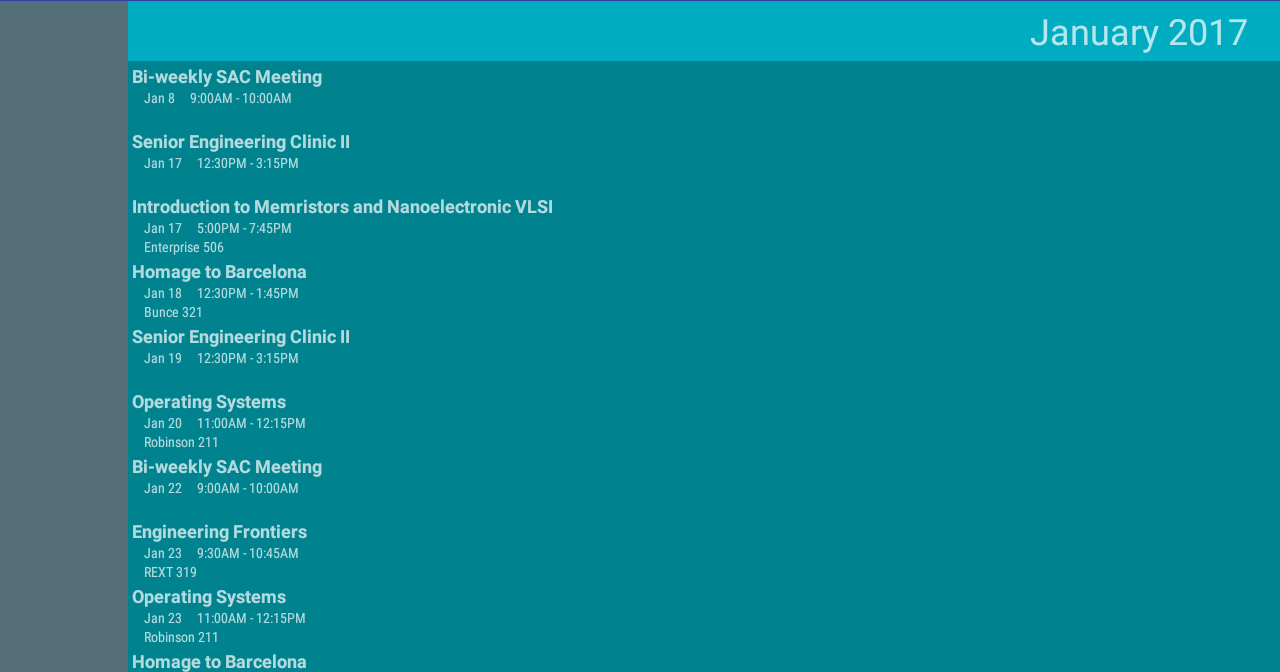 January 2017
Bi-weekly SAC Meeting
Jan 8 9:00AM - 10:00AM
Senior Engineering Clinic II
Jan 17 12:30PM - 3:15PM
Introduction to Memristors and Nanoelectronic VLSI
Jan 17 5:00PM - 7:45PM
Enterprise 506
Homage to Barcelona
Jan 18 12:30PM - 1:45PM
Bunce 321
Senior Engineering Clinic II
Jan 19 12:30PM - 3:15PM
Operating Systems
Jan 20 11:00AM - 12:15PM
Robinson 211
Bi-weekly SAC Meeting
Jan 22 9:00AM - 10:00AM
Engineering Frontiers
Jan 23 9:30AM - 10:45AM
REXT 319
Operating Systems
Jan 23 11:00AM - 12:15PM
Robinson 211
Homage to Barcelona